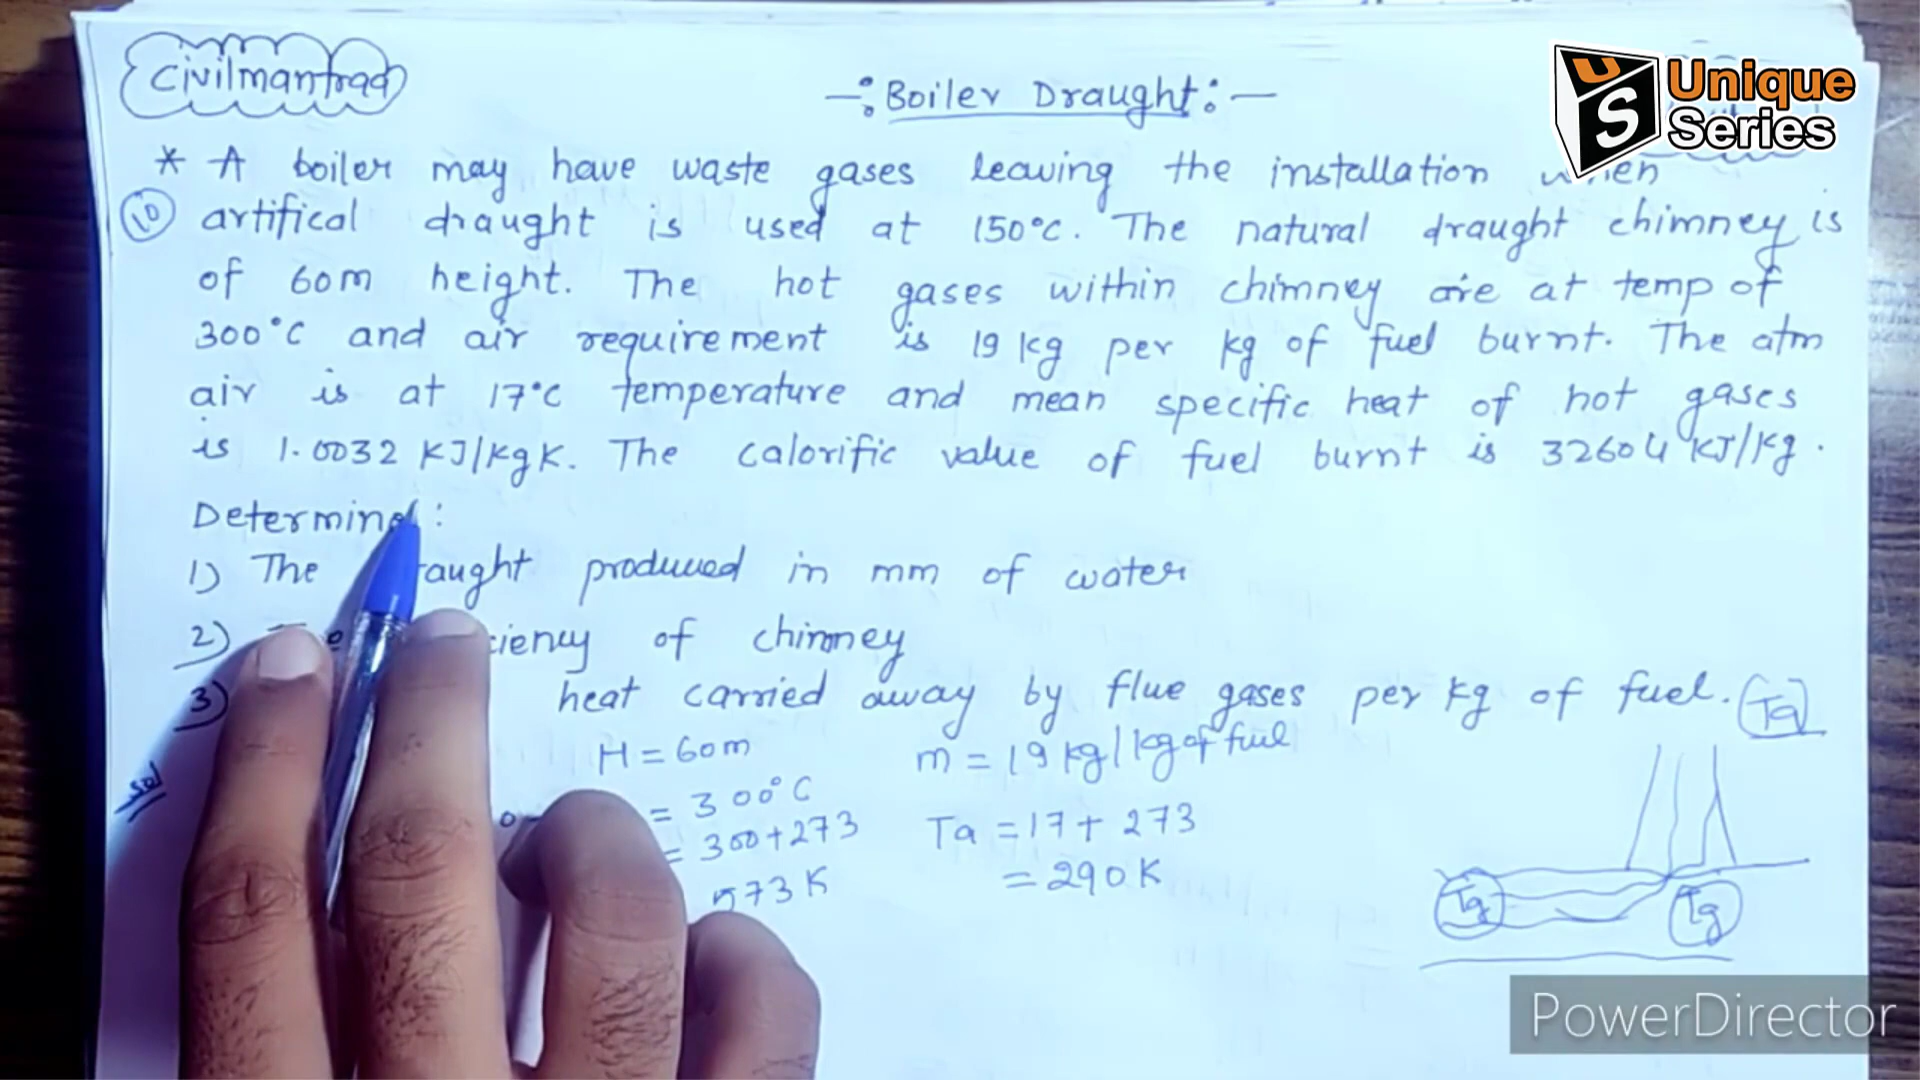 Civilmantraa
-: Boiler Draught :-
Unique
Series
US
* A boiler may have waste gases leaving the installation when
10 artifical draught is used at 150°C. The natural draught chimney is
of 60m height. The hot gases within chimney are at temp of
300°C and air requirement is 19 kg per kg of fuel burnt. The atm
air is at 17°C temperature and mean specific heat of hot gases
is 1.0032 KJ/kgK. The calorific value of fuel burnt is 32604 KJ/kg.
Determine:
1) The draught produced in mm of water
2) of chimney
3) heat carried away by flue gases per kg of fuel.
Ta
Sol
H = 60m
m = 19 kg/kg of fuel
= 300°C
= 300+273
573 K
Ta = 17+ 273
= 290 K
Tg
Tg
PowerDirector